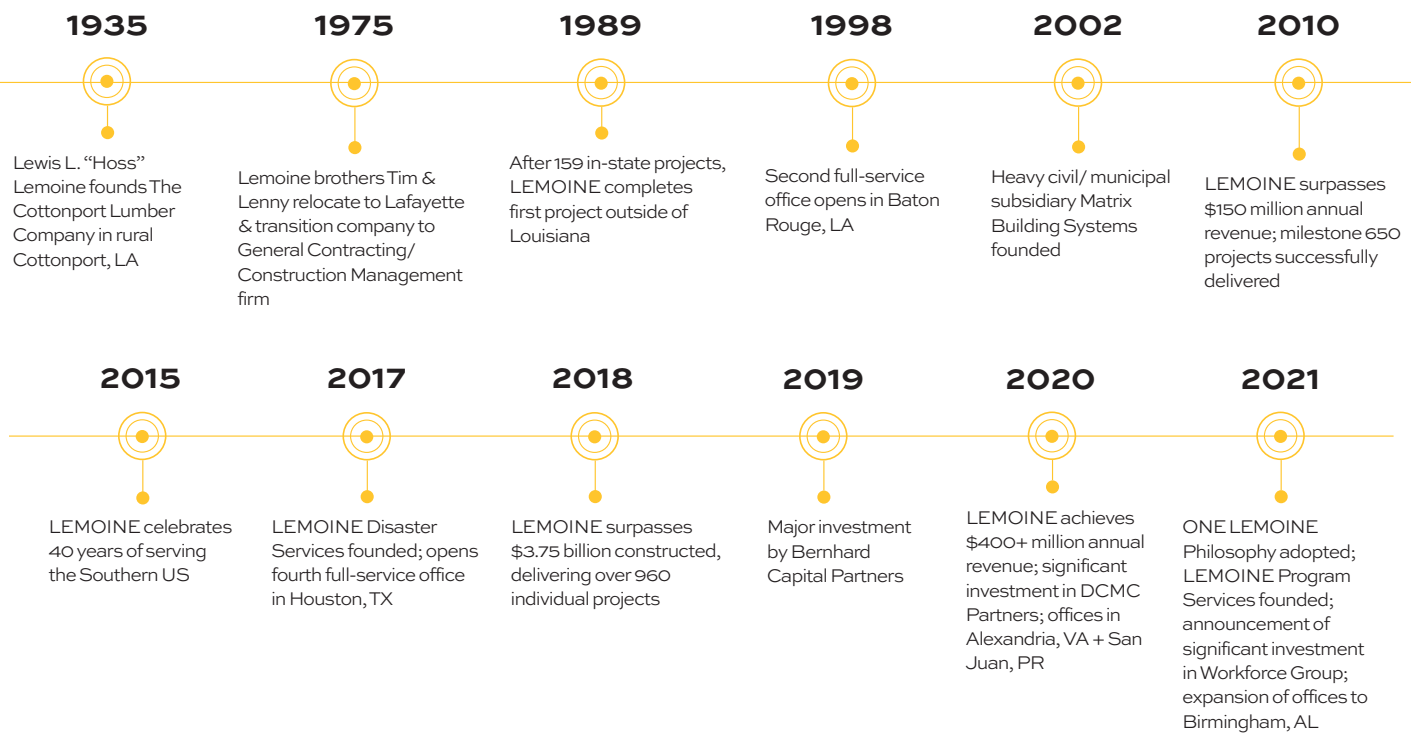 1935
Lewis L. “Hoss”
Lemoine founds The
Cottonport Lumber
Company in rural
Cottonport, LA
1975
Lemoine brothers Tim &
Lenny relocate to Lafayette
& transition company to
General Contracting/
Construction Management
firm
1989
After 159 in-state projects,
LEMOINE completes
first project outside of
Louisiana
1998
Second full-service
office opens in Baton
Rouge, LA
2002
Heavy civil/ municipal
subsidiary Matrix
Building Systems
founded
2010
LEMOINE surpasses
$150 million annual
revenue; milestone 650
projects successfully
delivered
2015
LEMOINE celebrates
40 years of serving
the Southern US
2017
LEMOINE Disaster
Services founded; opens
fourth full-service office
in Houston, TX
2018
LEMOINE surpasses
$3.75 billion constructed,
delivering over 960
individual projects
2019
Major investment
by Bernhard
Capital Partners
2020
LEMOINE achieves
$400+ million annual
revenue; significant
investment in DCMC
Partners; offices in
Alexandria, VA + San
Juan, PR
2021
ONE LEMOINE
Philosophy adopted;
LEMOINE Program
Services founded;
announcement of
significant investment
in Workforce Group;
expansion of offices to
Birmingham, AL